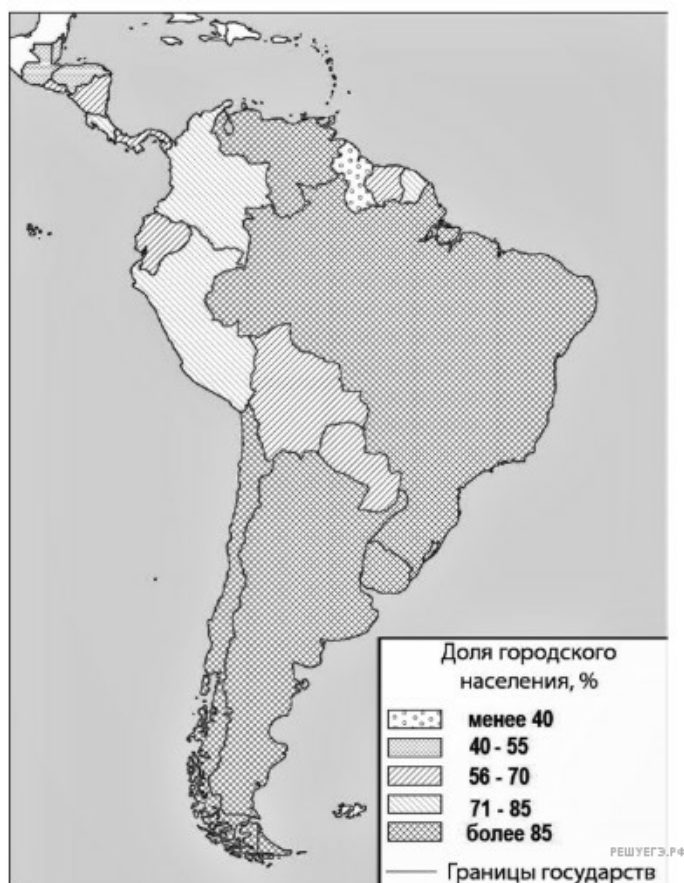 Доля городского
населения, %
менее 40
40 - 55
56 - 70
71 - 85
более 85
Границы государств
РЕШУЕГЭ.РФ